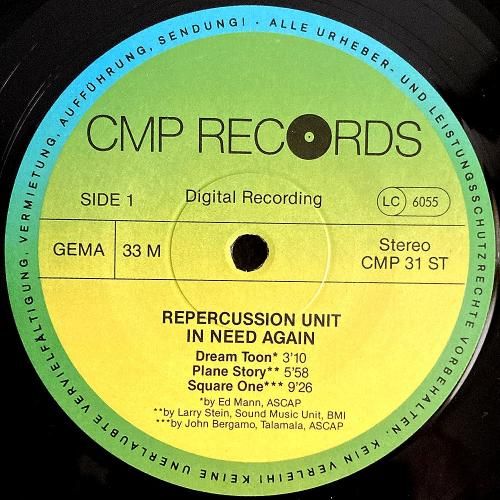 ALLE URHEBER- UND LEISTUNGSSCHUTZRECHTE VORBEHALTEN. KEIN VERLEIH! KEINE UNERLAUBTE VERVIELFÄLTIGUNG, VERMIETUNG, AUFFÜHRUNG, SENDUNG! ·
CMP RECORDS
SIDE 1 Digital Recording LC 6055
GEMA 33 M Stereo
CMP 31 ST
REPERCUSSION UNIT
IN NEED AGAIN
Dream Toon* 3'10
Plane Story** 5'58
Square One*** 9'26
*by Ed Mann, ASCAP
**by Larry Stein, Sound Music Unit, BMI
***by John Bergamo, Talamala, ASCAP